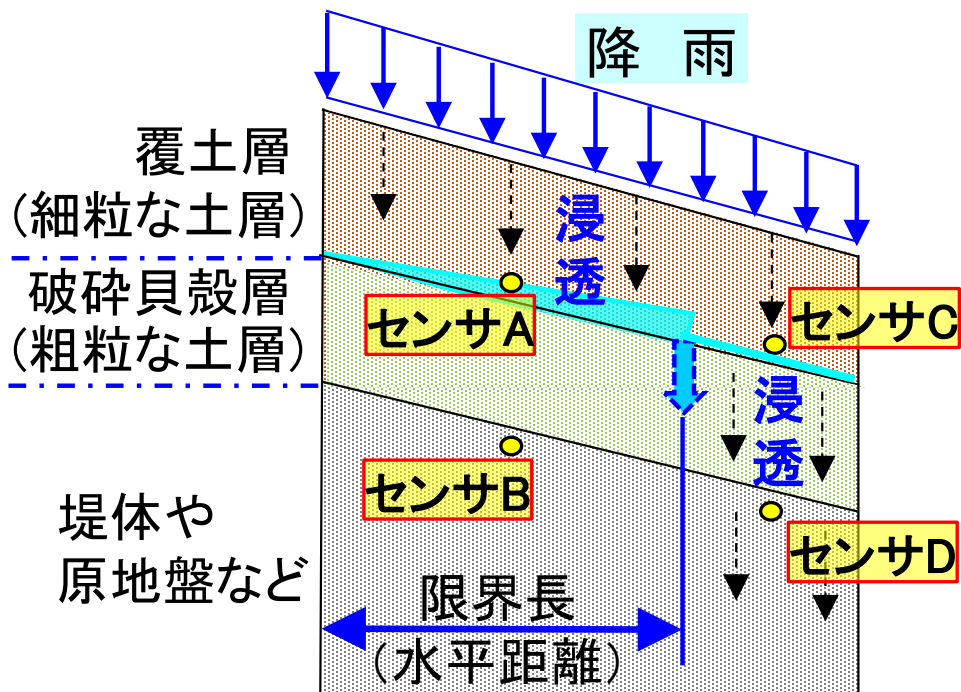 降 雨
覆土層
(細粒な土層)
浸透
破砕貝殻層
(粗粒な土層)
センサA
センサC
浸透
センサB
堤体や
原地盤など
センサD
限界長
(水平距離)